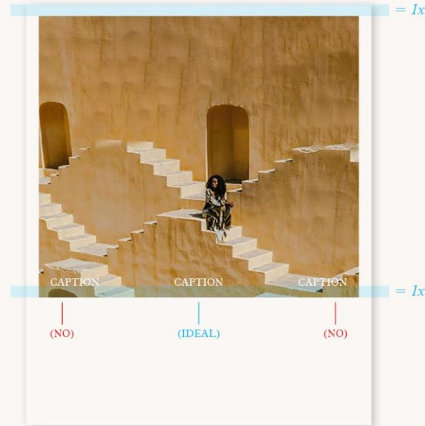 = 1x
CAPTION CAPTION CAPTION
= 1x
(NO) (IDEAL) (NO)